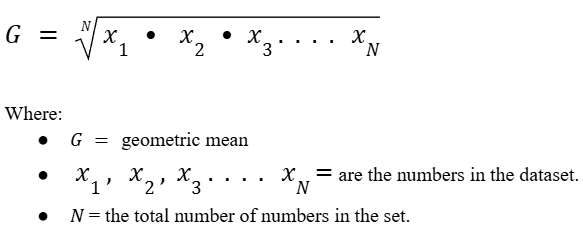 G = ᴺ√x₁ • x₂ • x₃. . . . x_N
Where:
● G = geometric mean
● x₁, x₂, x₃. . . . x_N = are the numbers in the dataset.
● N = the total number of numbers in the set.